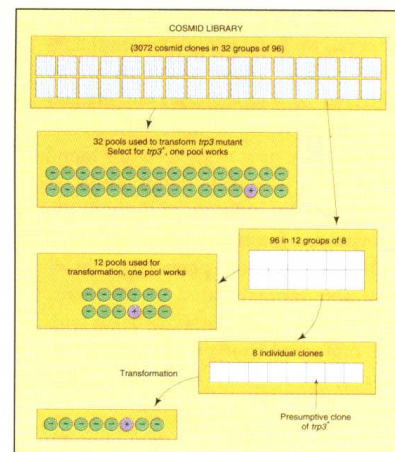 COSMID LIBRARY
(3072 cosmid clones in 32 groups of 96)
32 pools used to transform trp3 mutant
Select for trp3+, one pool works
96 in 12 groups of 8
12 pools used for
transformation, one pool works
8 individual clones
Transformation
Presumptive clone
of trp3+